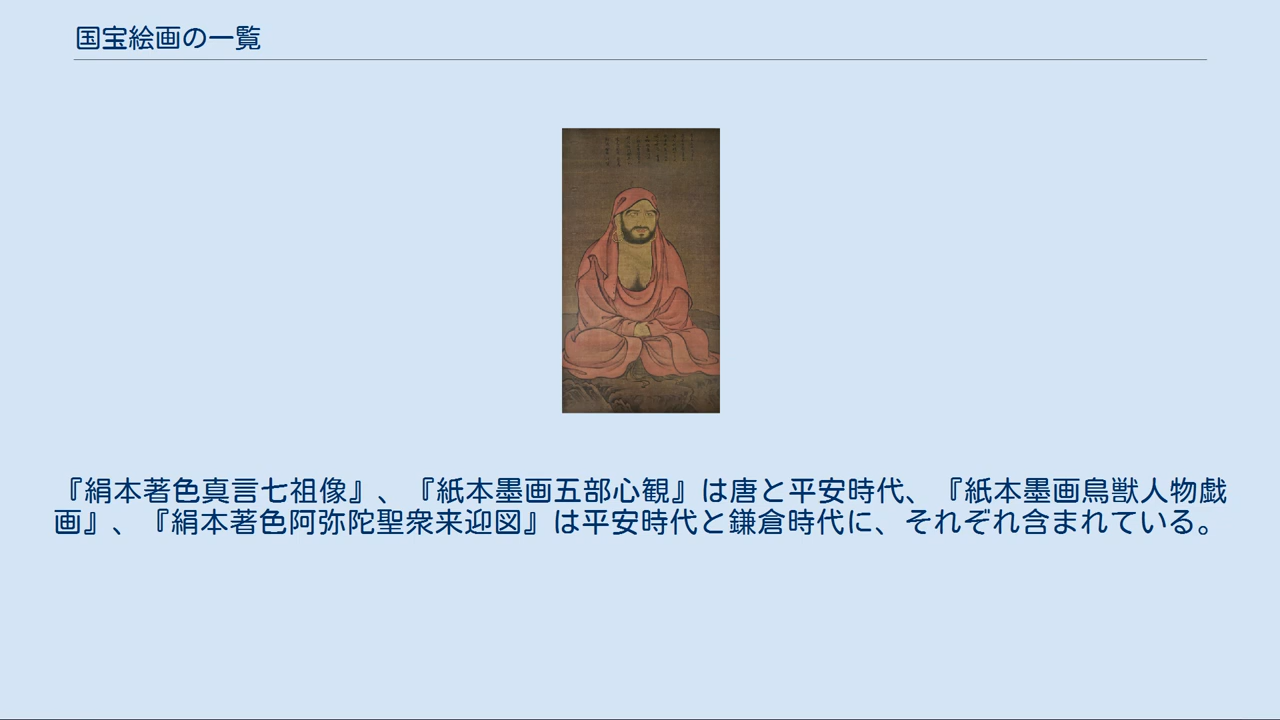 国宝絵画の一覧
『絹本著色真言七祖像』、『紙本墨画五部心観』は唐と平安時代、『紙本墨画鳥獣人物戯
画』、『絹本著色阿弥陀聖衆来迎図』は平安時代と鎌倉時代に、それぞれ含まれている。